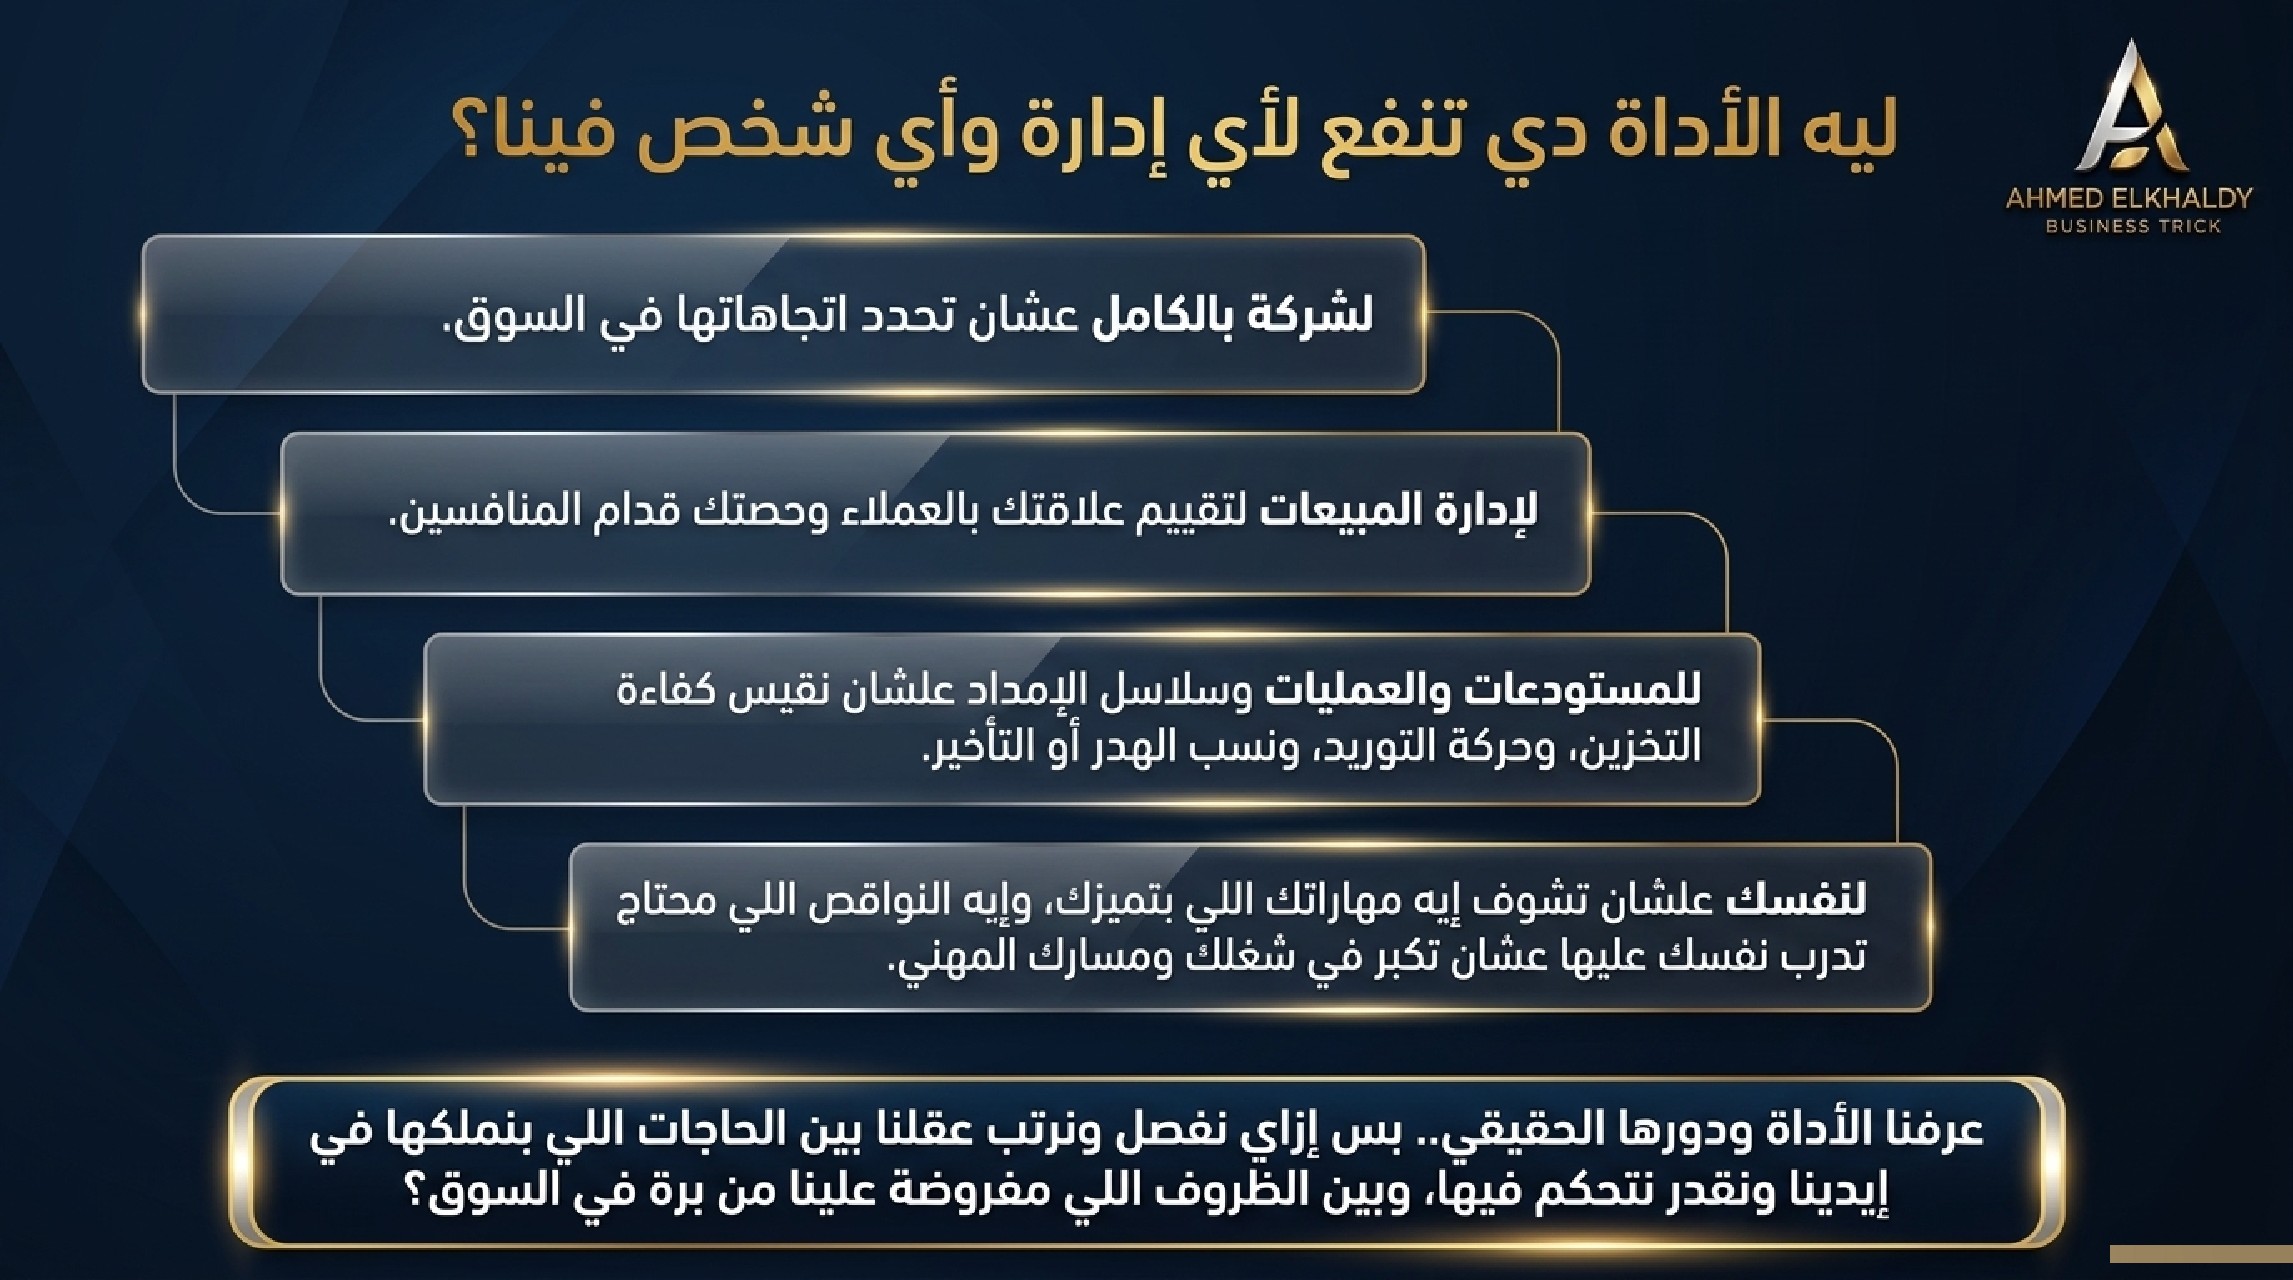 ليه الأداة دي تنفع لأي إدارة وأي شخص فينا؟
AHMED ELKHALDY
BUSINESS TRICK
لشركة بالكامل عشان تحدد اتجاهاتها في السوق.
لإدارة المبيعات لتقييم علاقتك بالعملاء وحصتك قدام المنافسين.
للمستودعات والعمليات وسلاسل الإمداد علشان نقيس كفاءة
التخزين، وحركة التوريد، ونسب الهدر أو التأخير.
لنفسك علشان تشوف إيه مهاراتك اللي بتميزك، وإيه النواقص اللي محتاج
تدرب نفسك عليها عشان تكبر في شغلك ومسارك المهني.
عرفنا الأداة ودورها الحقيقي.. بس إزاي نفصل ونرتب عقلنا بين الحاجات اللي بنملكها في
إيدينا ونقدر نتحكم فيها، وبين الظروف اللي مفروضة علينا من برة في السوق؟